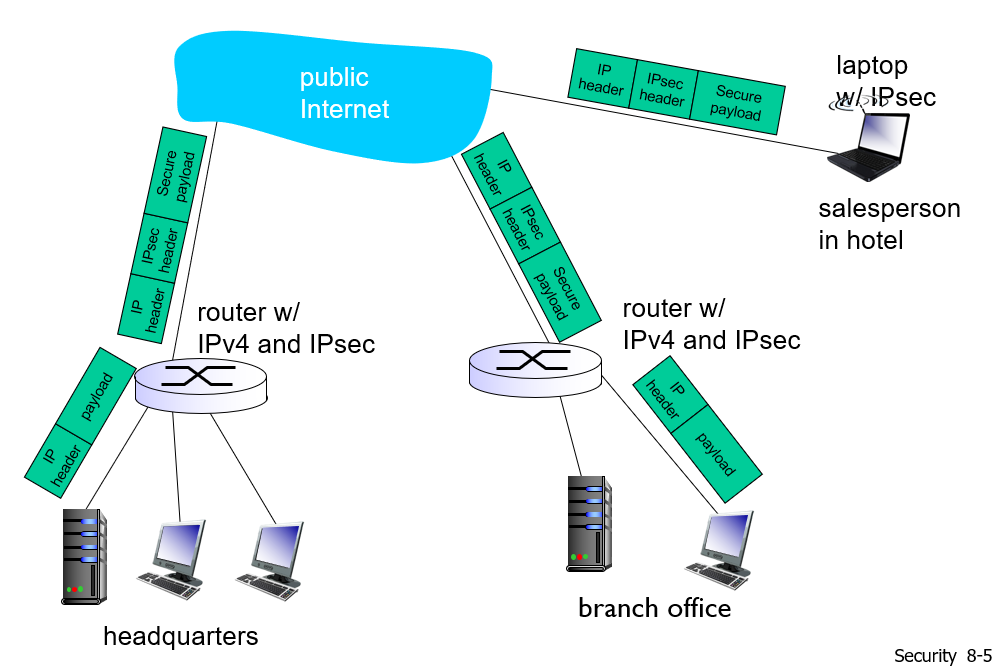 public
Internet
IP
header
IPsec
header
Secure
payload
laptop
w/ IPsec
salesperson
in hotel
Secure
payload
IPsec
header
IP
header
IP
header
IPsec
header
Secure
payload
router w/
IPv4 and IPsec
router w/
IPv4 and IPsec
payload
IP
header
IP
header
payload
headquarters
branch office
Security 8-5